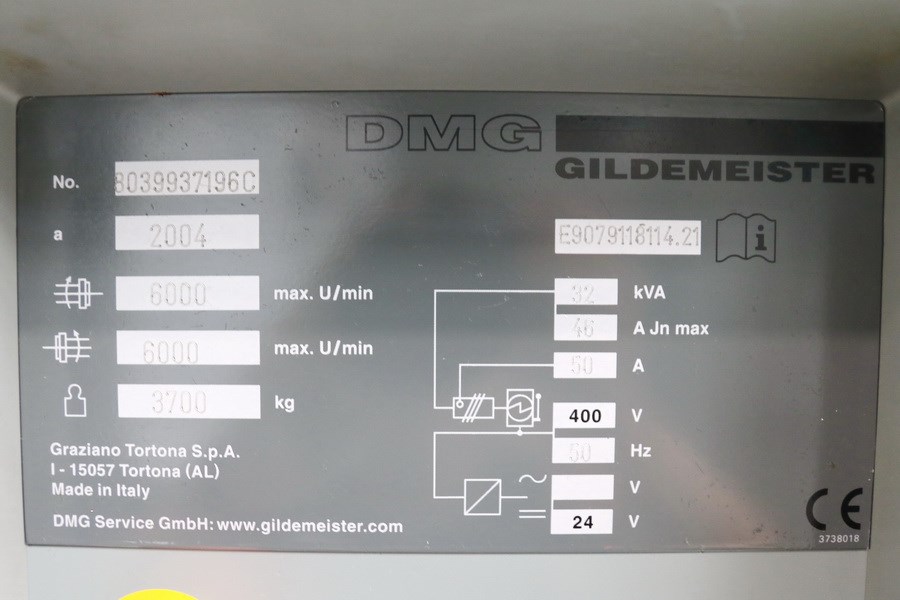 DMG
GILDEMEISTER
No. 8039937196C
a 2004
E9079118114.21 i
6000 max. U/min
6000 max. U/min
3700 kg
32 kVA
46 A Jn max
50 A
400 V
50 Hz
V
24 V
Graziano Tortona S.p.A.
I - 15057 Tortona (AL)
Made in Italy
DMG Service GmbH: www.gildemeister.com
CE
3738018